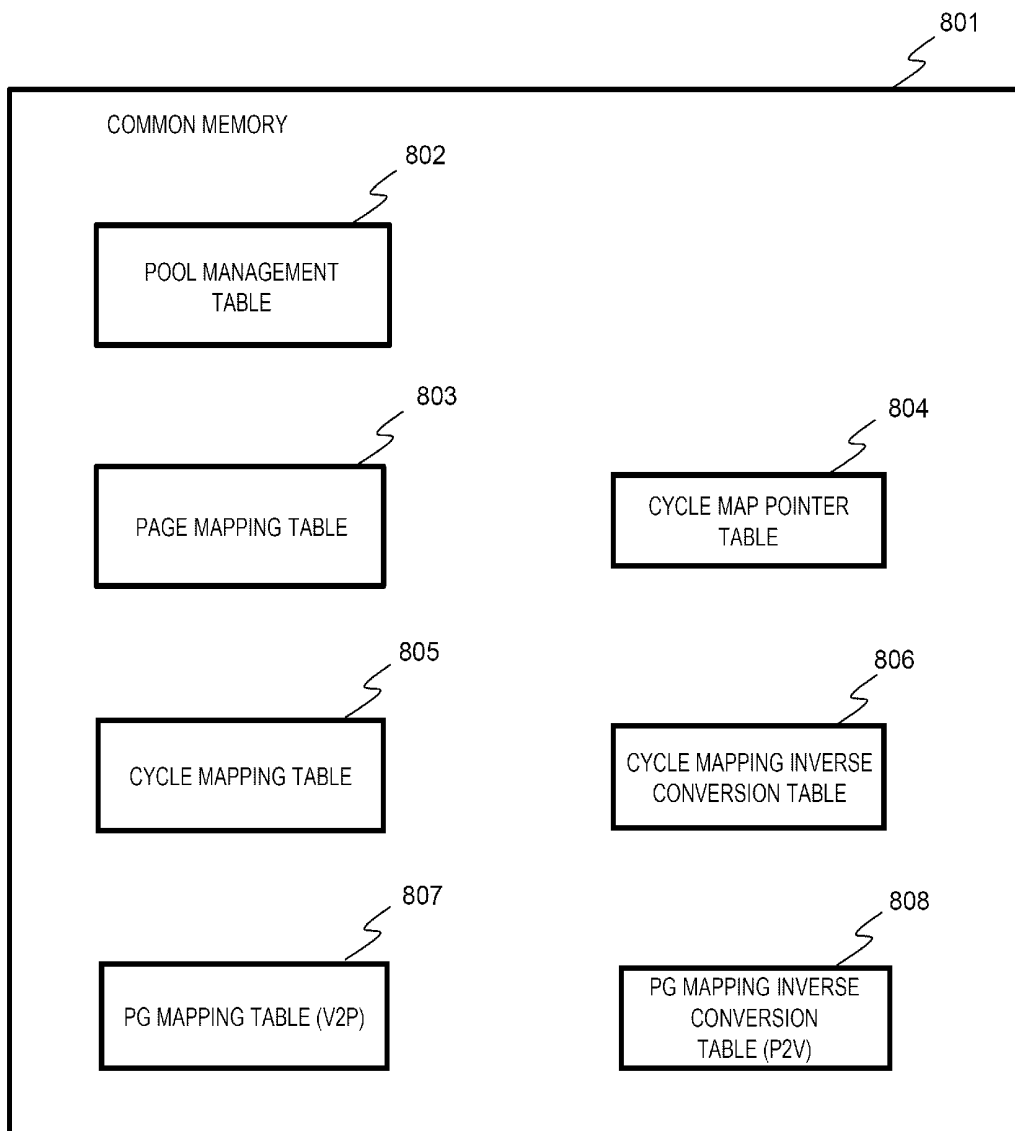 801
COMMON MEMORY
802
POOL MANAGEMENT
TABLE
803
PAGE MAPPING TABLE
804
CYCLE MAP POINTER
TABLE
805
CYCLE MAPPING TABLE
806
CYCLE MAPPING INVERSE
CONVERSION TABLE
807
PG MAPPING TABLE (V2P)
808
PG MAPPING INVERSE
CONVERSION
TABLE (P2V)